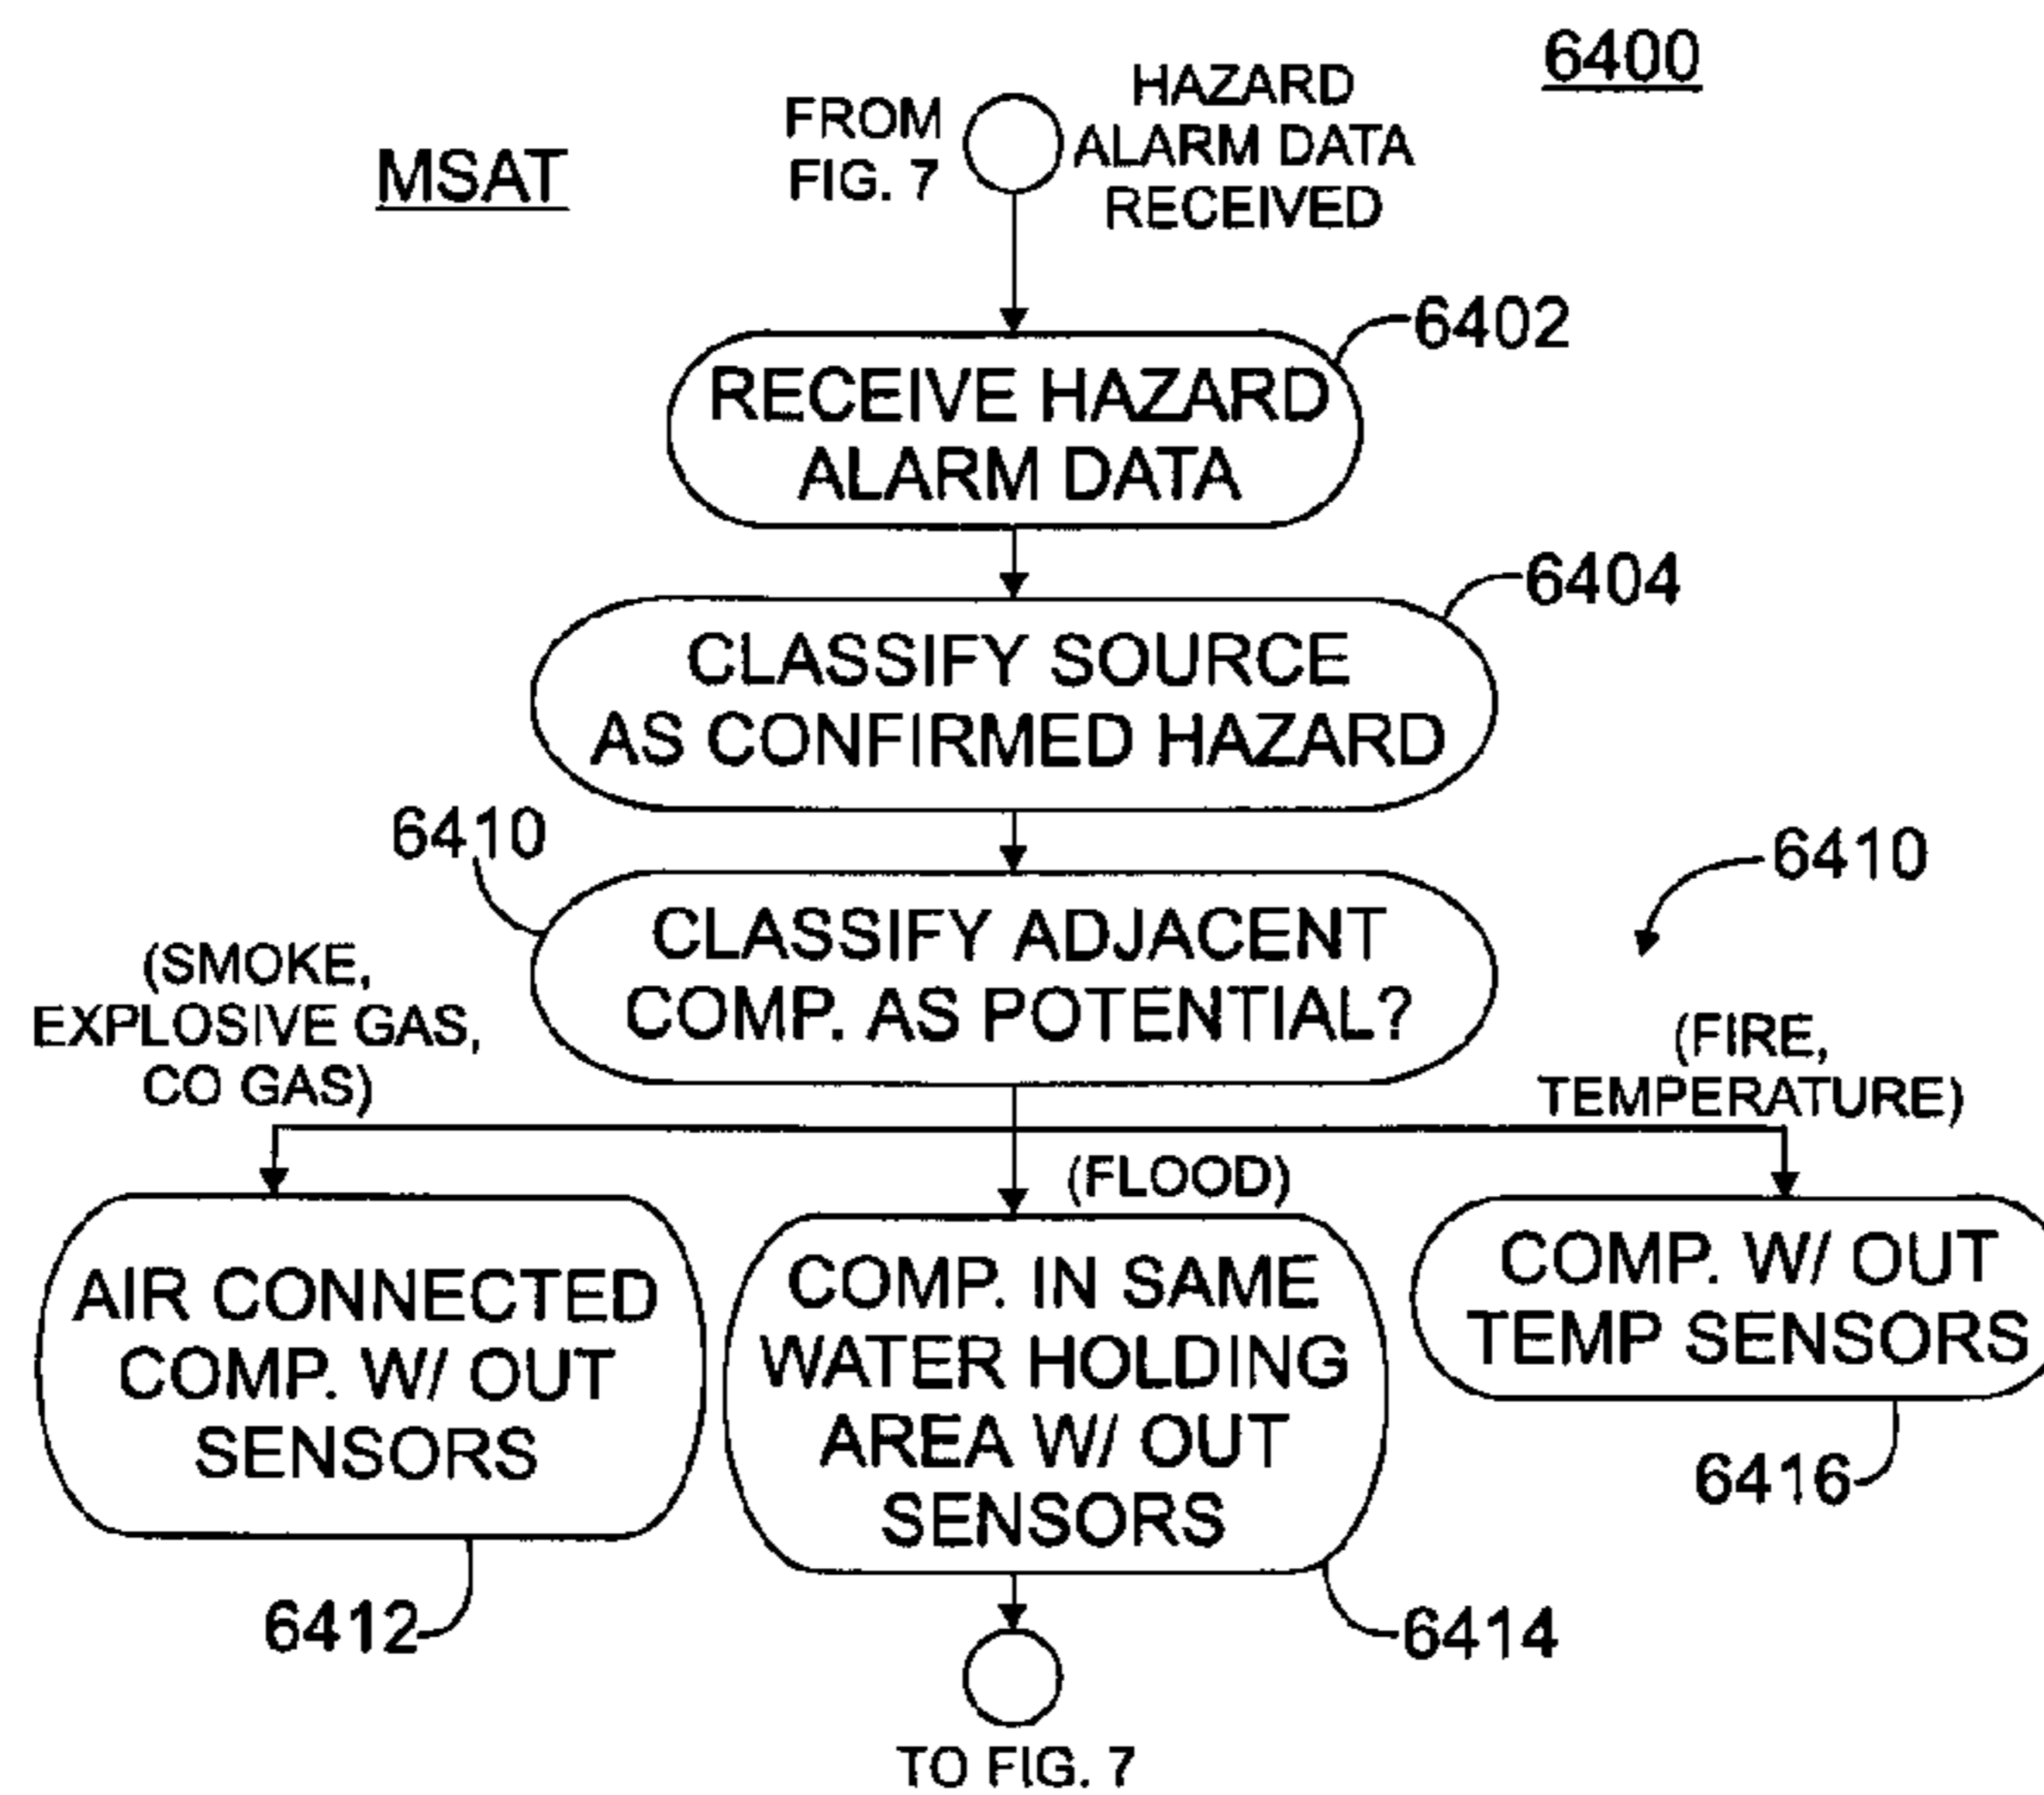 6400
MSAT
FROM
FIG. 7
HAZARD
ALARM DATA
RECEIVED
6402
RECEIVE HAZARD
ALARM DATA
6404
CLASSIFY SOURCE
AS CONFIRMED HAZARD
6410
6410
CLASSIFY ADJACENT
COMP. AS POTENTIAL?
(SMOKE,
EXPLOSIVE GAS,
CO GAS)
(FLOOD)
(FIRE,
TEMPERATURE)
AIR CONNECTED
COMP. W/ OUT
SENSORS
6412
COMP. IN SAME
WATER HOLDING
AREA W/ OUT
SENSORS
6414
COMP. W/ OUT
TEMP SENSORS
6416
TO FIG. 7